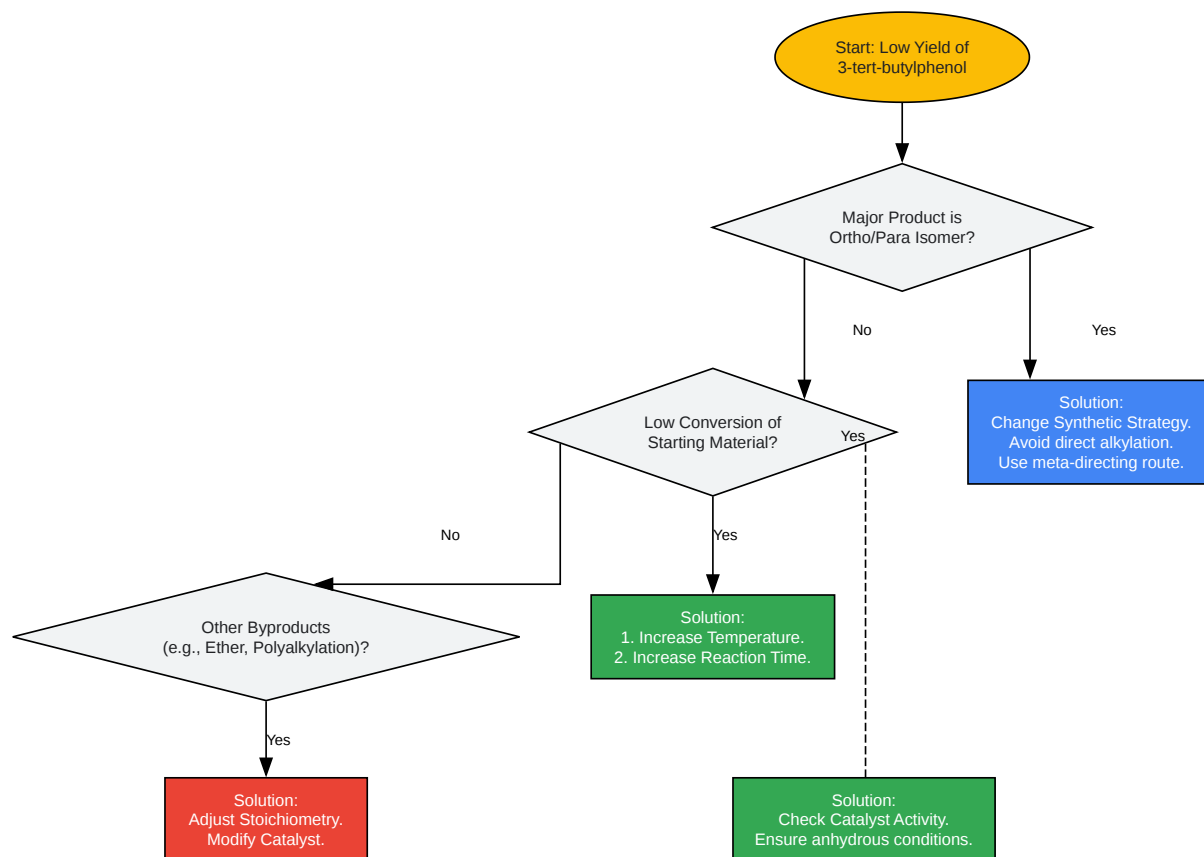 Start: Low Yield of
3-tert-butylphenol
Major Product is
Ortho/Para Isomer?
No
Yes
Solution:
Change Synthetic Strategy.
Avoid direct alkylation.
Use meta-directing route.
Low Conversion of
Starting Material?
Yes
No
Yes
Solution:
1. Increase Temperature.
2. Increase Reaction Time.
Other Byproducts
(e.g., Ether, Polyalkylation)?
Yes
Solution:
Adjust Stoichiometry.
Modify Catalyst.
Solution:
Check Catalyst Activity.
Ensure anhydrous conditions.